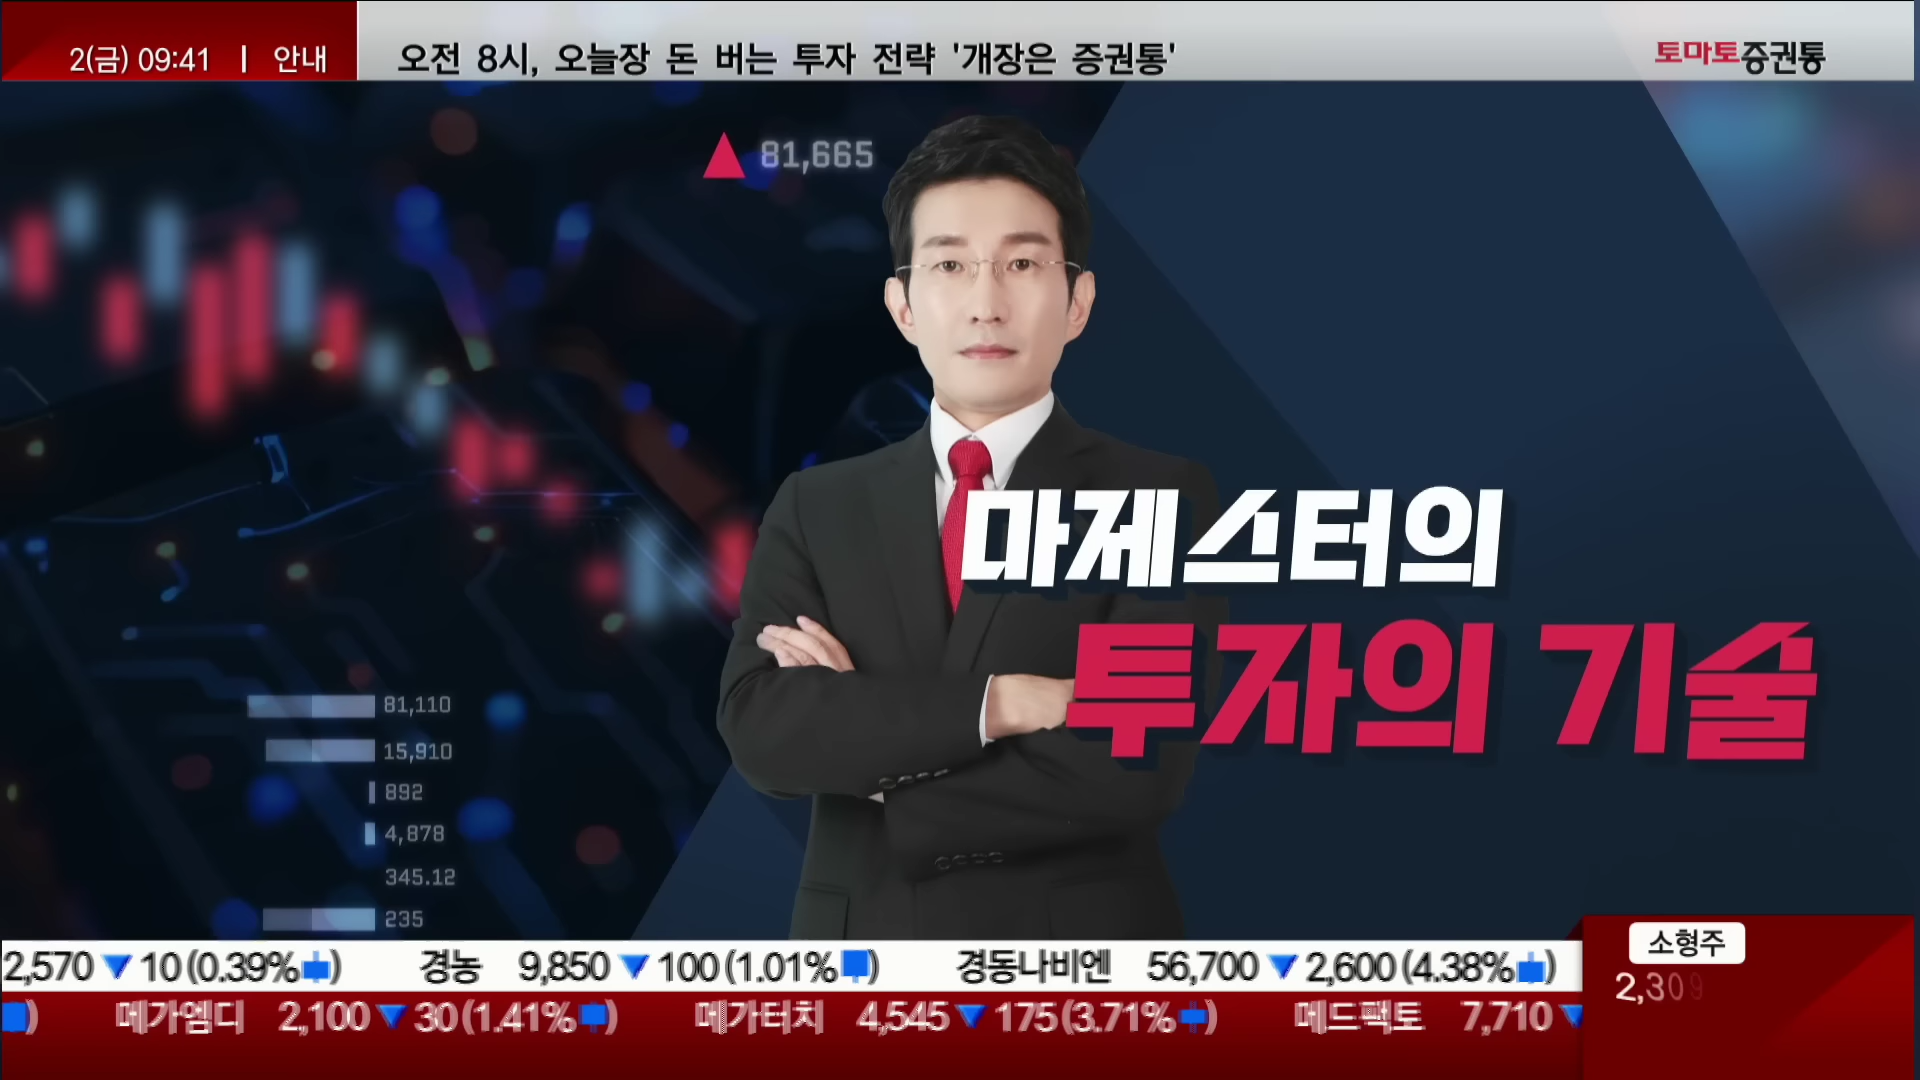 2(금) 09:41 | 안내 오전 8시, 오늘장 돈 버는 투자 전략 '개장은 증권통' 토마토증권통
▲ 81,665
마제스터의
투자의 기술
81,110
15,910
892
4,878
345.12
235
2,570 ▼ 10 (0.39% ) 경농 9,850 ▼ 100 (1.01% ) 경동나비엔 56,700 ▼ 2,600 (4.38% )
소형주
2,309
) 메가엠디 2,100 ▼ 30 (1.41% ) 메가터치 4,545 ▼ 175 (3.71% ) 메드팩토 7,710 ▼